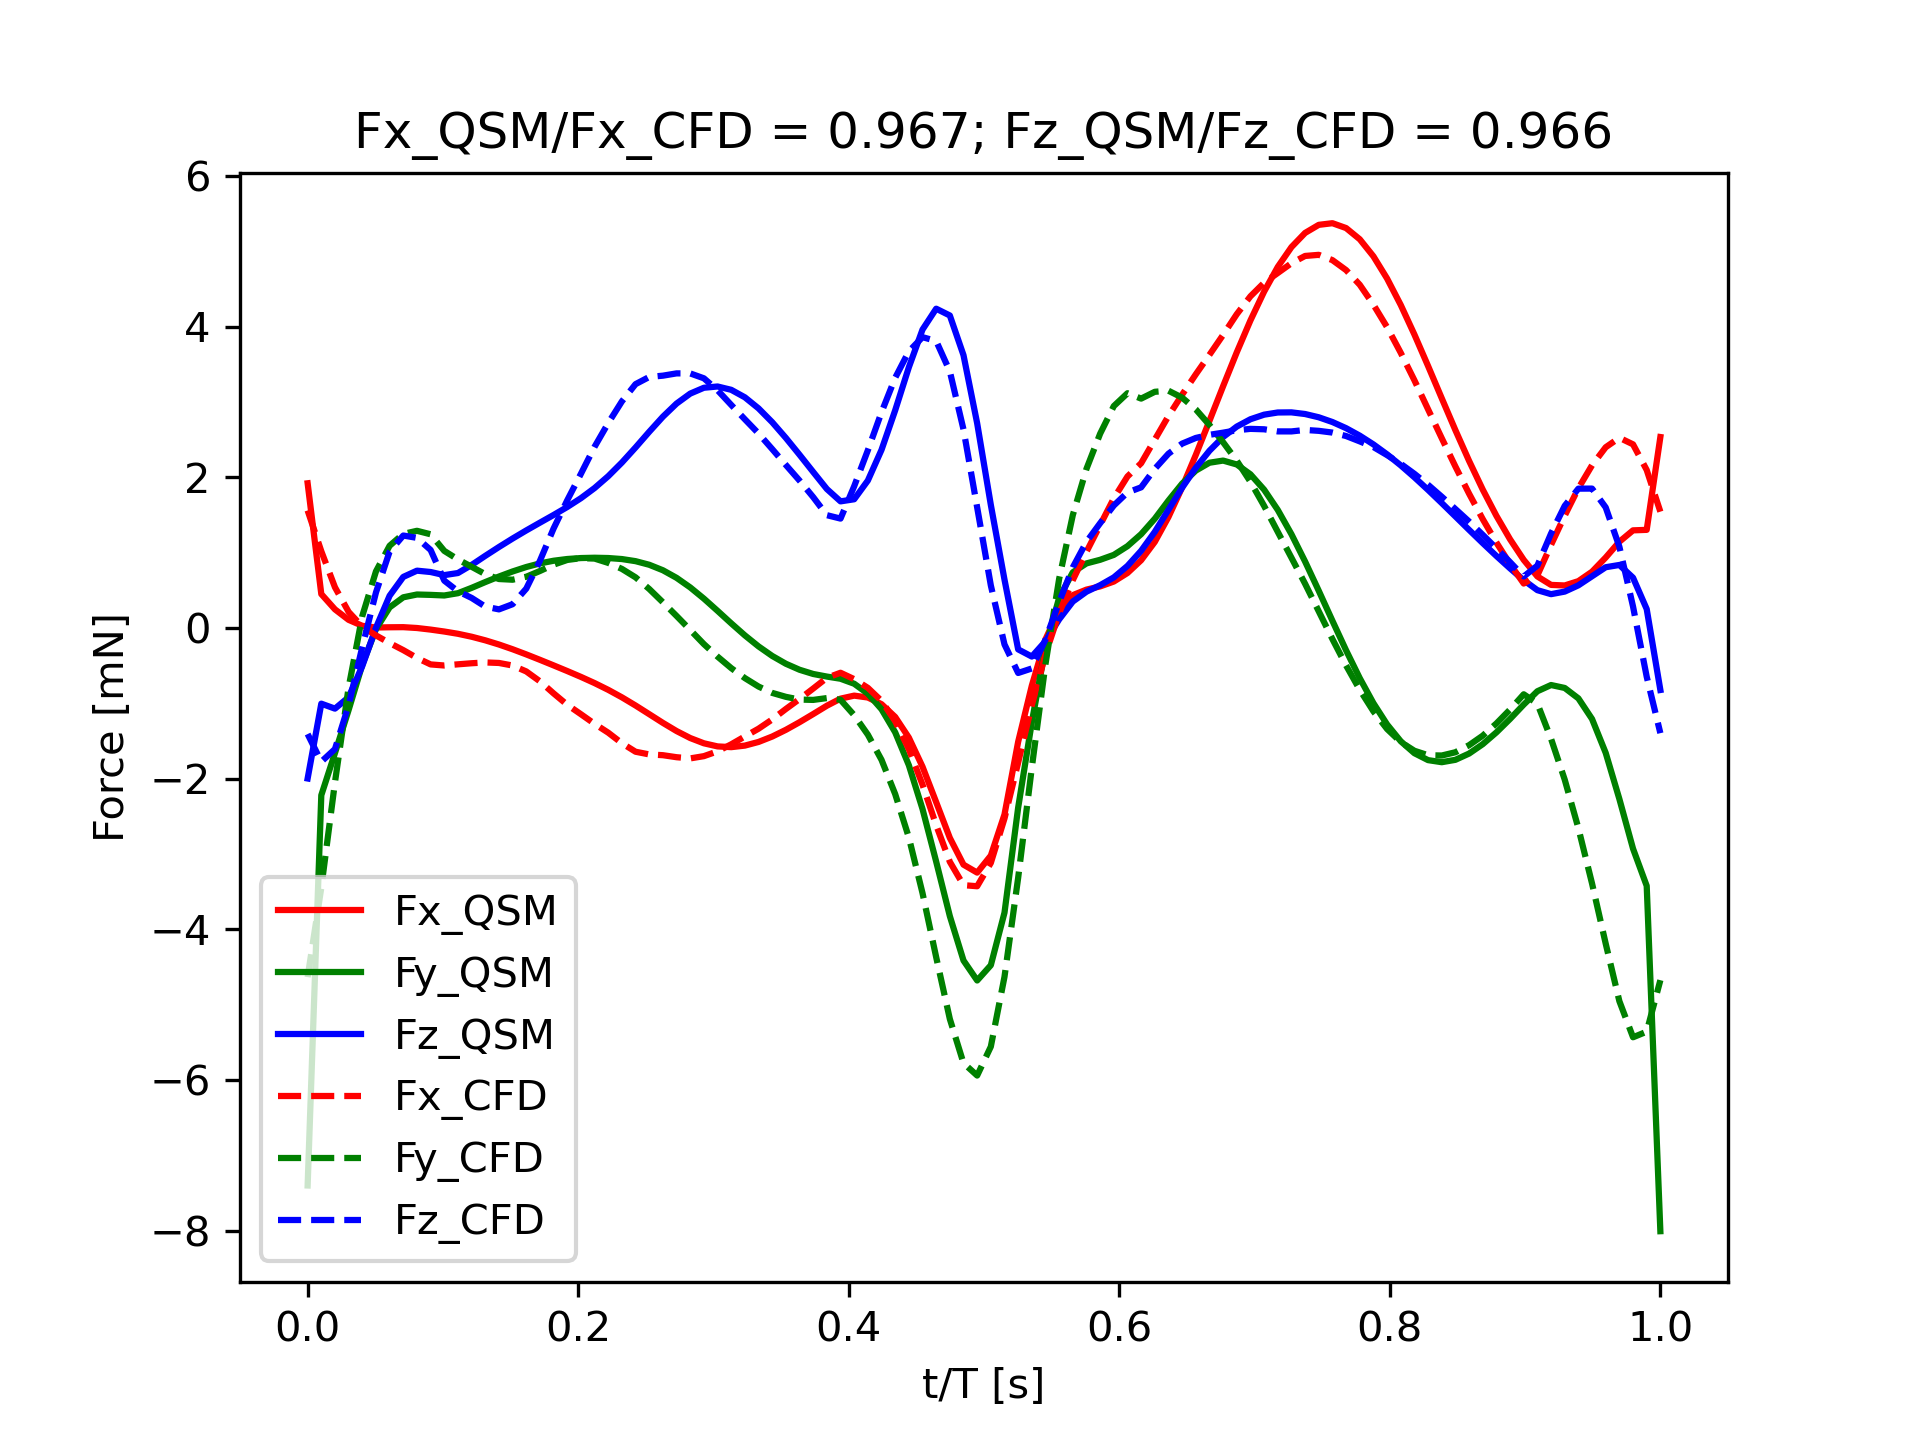 Fx_QSM/Fx_CFD = 0.967; Fz_QSM/Fz_CFD = 0.966
6
4
2
0
−2
−4
−6
−8
Force [mN]
Fx_QSM
Fy_QSM
Fz_QSM
Fx_CFD
Fy_CFD
Fz_CFD
0.0 0.2 0.4 0.6 0.8 1.0
t/T [s]